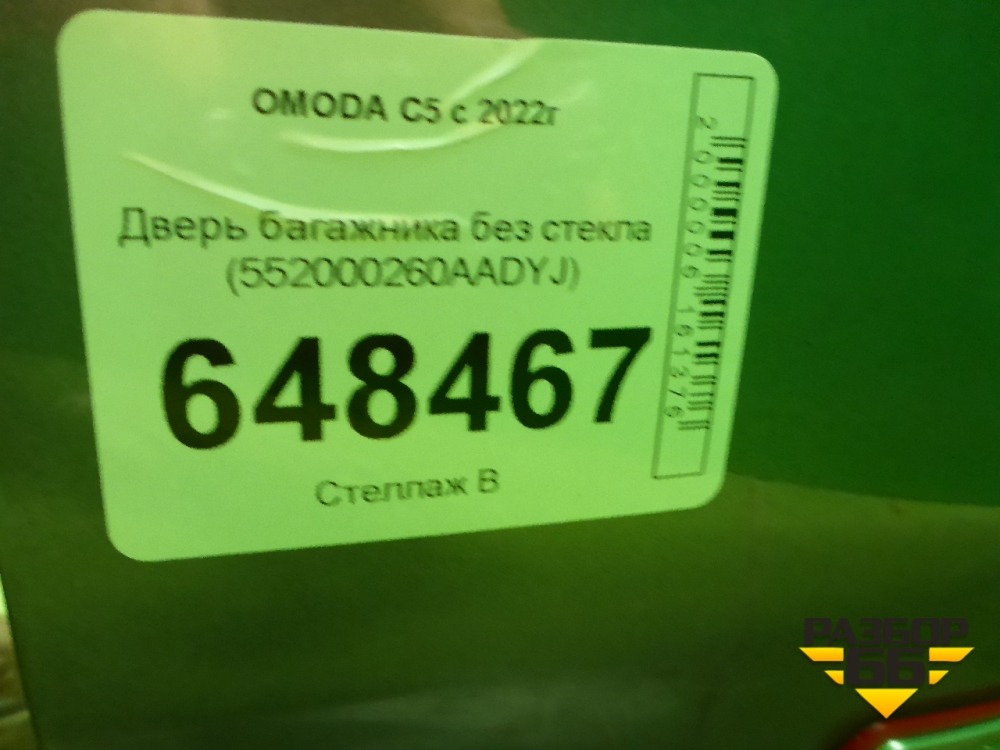 OMODA C5 с 2022г
Дверь багажника без стекла
(552000260AADYJ)
648467
Стеллаж В
2000006161376
РАЗБОР
66